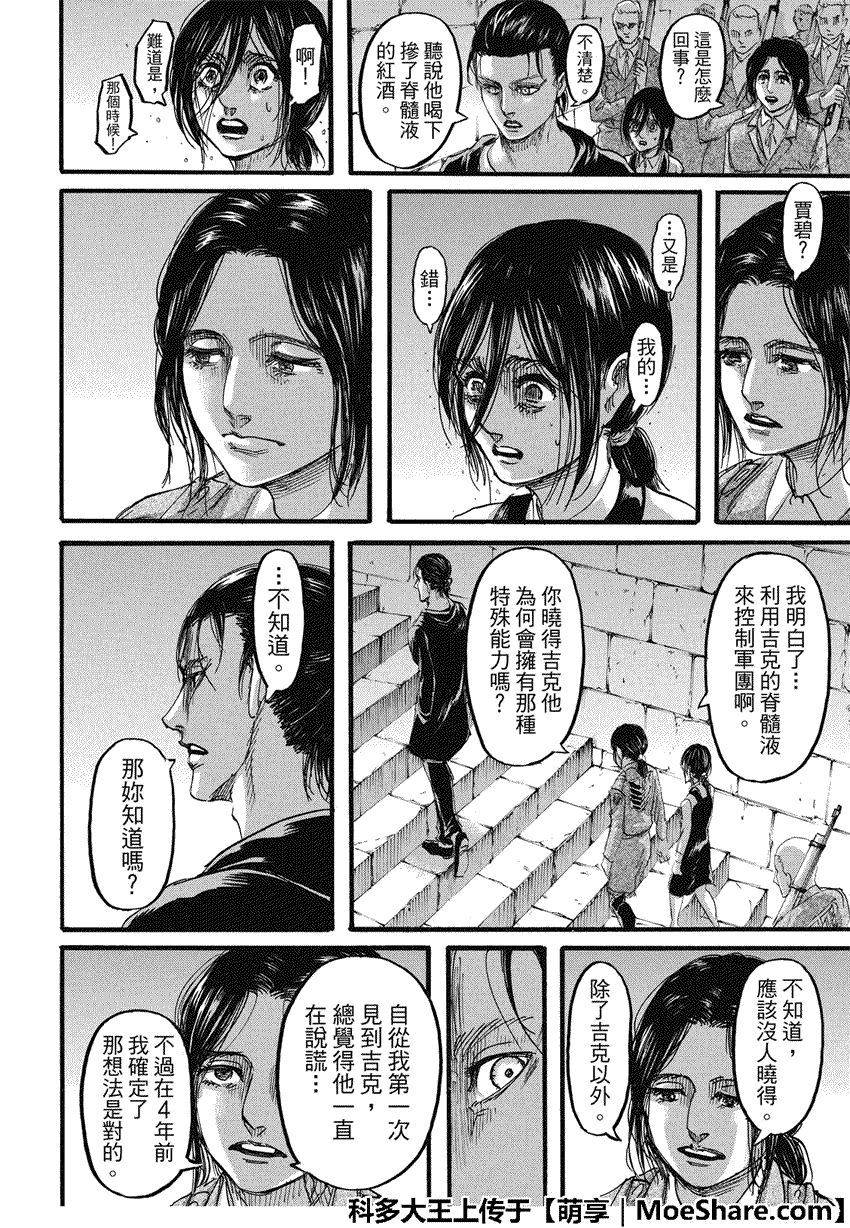 這是怎麼
回事？
不清楚。
聽說他喝下
摻了脊髓液
的紅酒。
啊！
難道是，
那個時候！
賈碧？
…又是，
我的…
錯…
我明白了…
利用吉克的脊髓液
來控制軍團啊。
你曉得吉克他
為何會擁有那種
特殊能力嗎？
…不知道。
那妳知道嗎？
不知道，
應該沒人曉得。
除了吉克以外。
自從我第一次
見到吉克，
總覺得他一直
在說謊…
不過在4年前
我確定了
那想法是對的。
科多大王上传于【萌享｜MoeShare.com】